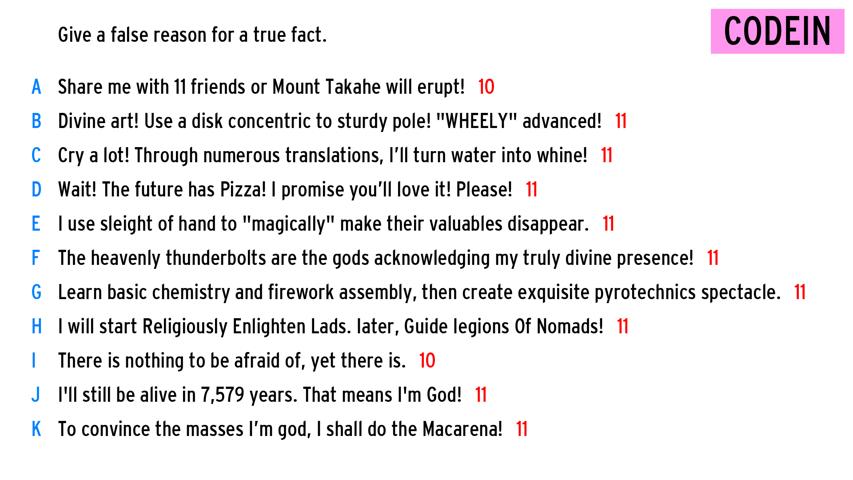 Give a false reason for a true fact.
CODEIN
A Share me with 11 friends or Mount Takahe will erupt! 10
B Divine art! Use a disk concentric to sturdy pole! "WHEELY" advanced! 11
C Cry a lot! Through numerous translations, I'll turn water into whine! 11
D Wait! The future has Pizza! I promise you'll love it! Please! 11
E I use sleight of hand to "magically" make their valuables disappear. 11
F The heavenly thunderbolts are the gods acknowledging my truly divine presence! 11
G Learn basic chemistry and firework assembly, then create exquisite pyrotechnics spectacle. 11
H I will start Religiously Enlighten Lads. later, Guide legions Of Nomads! 11
I There is nothing to be afraid of, yet there is. 10
J I'll still be alive in 7,579 years. That means I'm God! 11
K To convince the masses I'm god, I shall do the Macarena! 11